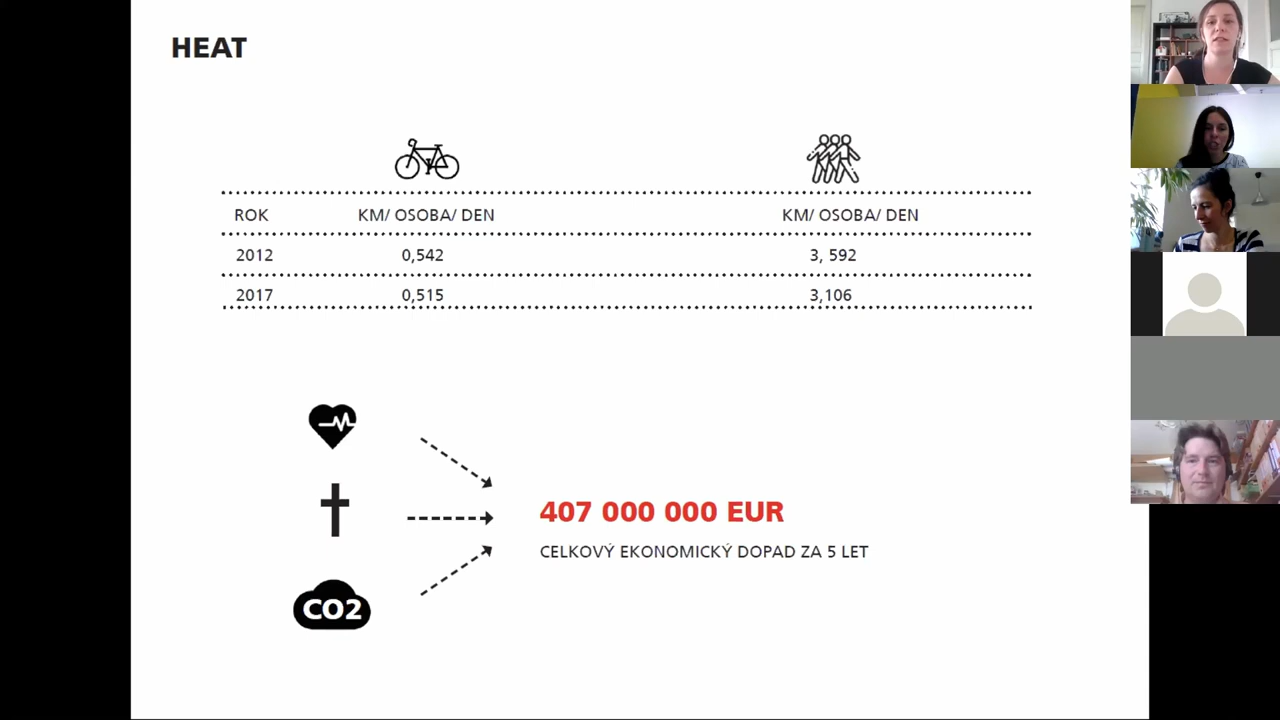 HEAT
ROK KM/ OSOBA/ DEN KM/ OSOBA/ DEN
2012 0,542 3, 592
2017 0,515 3,106
407 000 000 EUR
CELKOVÝ EKONOMICKÝ DOPAD ZA 5 LET
CO2